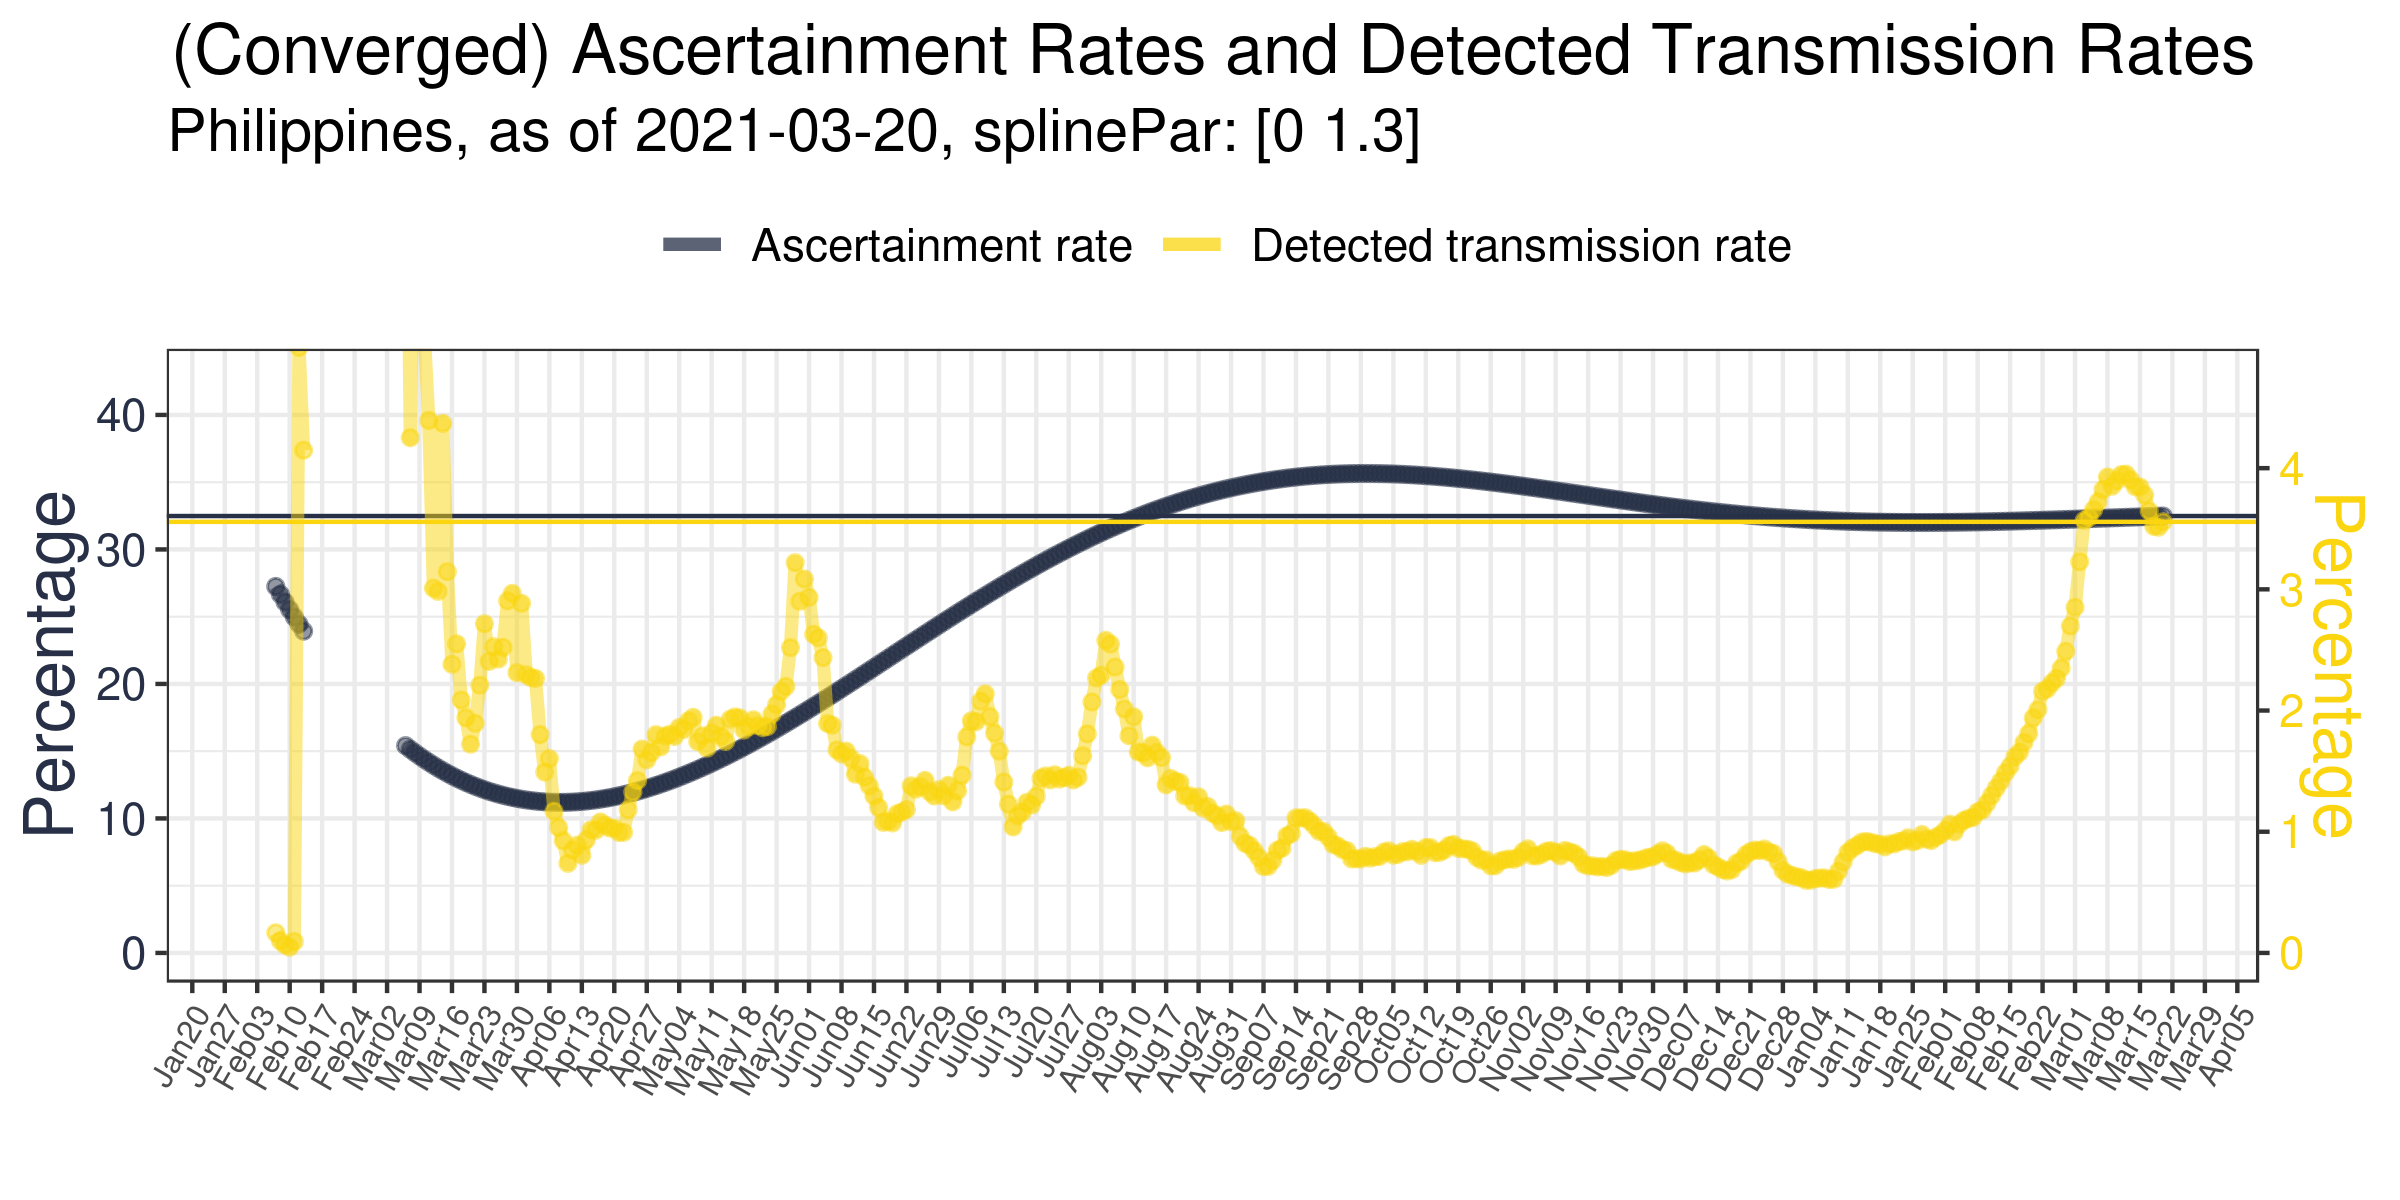 (Converged) Ascertainment Rates and Detected Transmission Rates
Philippines, as of 2021-03-20, splinePar: [0 1.3]
Ascertainment rate
Detected transmission rate
Percentage
40
30
20
10
0
Percentage
4
3
2
1
0
Jan20
Jan27
Feb03
Feb10
Feb17
Feb24
Mar02
Mar09
Mar16
Mar23
Mar30
Apr06
Apr13
Apr20
Apr27
May04
May11
May18
May25
Jun01
Jun08
Jun15
Jun22
Jun29
Jul06
Jul13
Jul20
Jul27
Aug03
Aug10
Aug17
Aug24
Aug31
Sep07
Sep14
Sep21
Sep28
Oct05
Oct12
Oct19
Oct26
Nov02
Nov09
Nov16
Nov23
Nov30
Dec07
Dec14
Dec21
Dec28
Jan04
Jan11
Jan18
Jan25
Feb01
Feb08
Feb15
Feb22
Mar01
Mar08
Mar15
Mar22
Mar29
Apr05